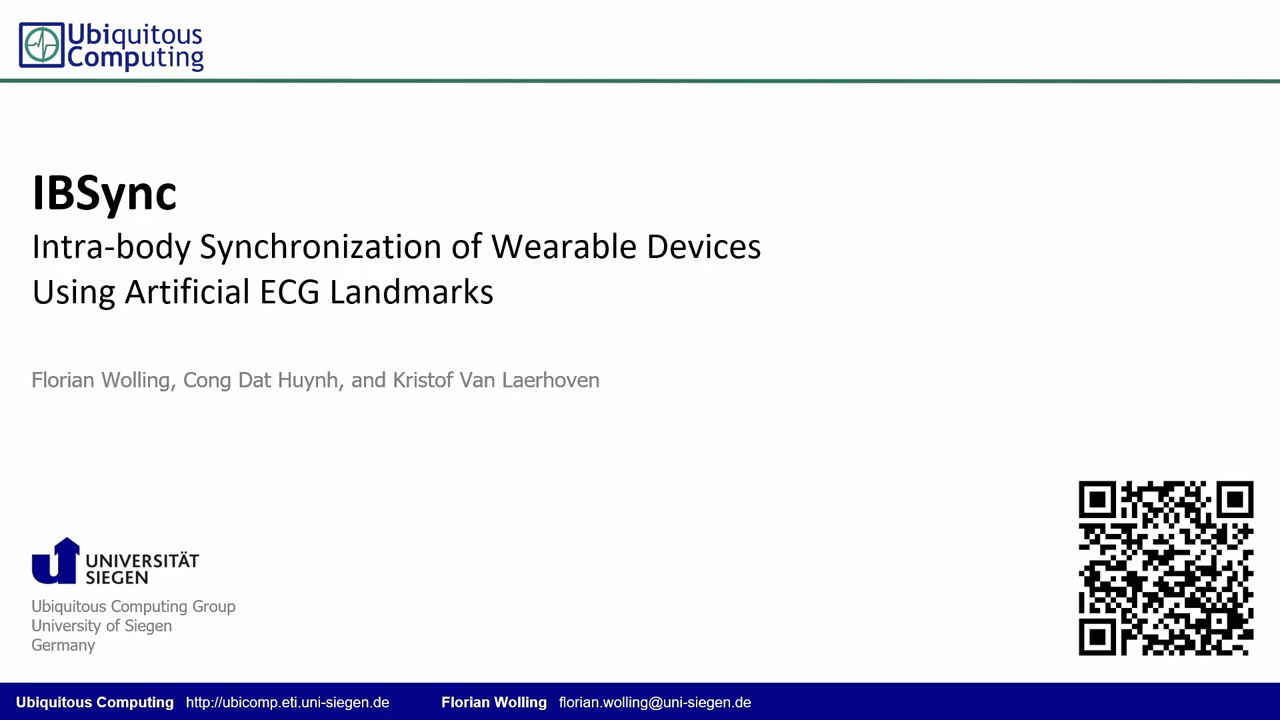 Ubiquitous
Computing
IBSync
Intra-body Synchronization of Wearable Devices
Using Artificial ECG Landmarks
Florian Wolling, Cong Dat Huynh, and Kristof Van Laerhoven
UNIVERSITÄT
SIEGEN
Ubiquitous Computing Group
University of Siegen
Germany
Ubiquitous Computing http://ubicomp.eti.uni-siegen.de Florian Wolling florian.wolling@uni-siegen.de